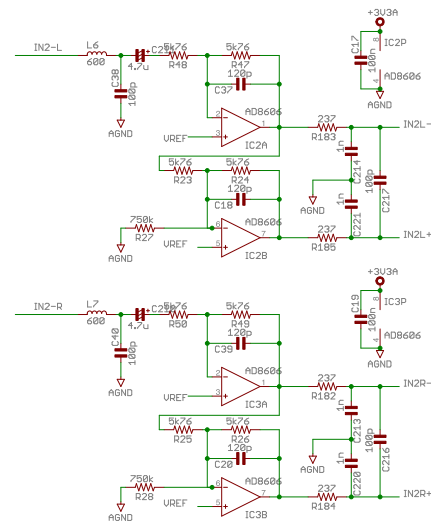 +3V3A
IN2-L
L6
600
C38
100p
AGND
4.7u
5k76
R48
5k76
R47
120p
C37
AD8606
IC2A
VREF
2
3
1
C17
100n
8
IC2P
4
AD8606
AGND
5k76
R23
5k76
R24
120p
C18
AD8606
IC2B
VREF
6
5
7
750k
R27
AGND
237
R183
1n
C214
1n
C221
100p
C217
AGND
237
R185
IN2L-
IN2L+
+3V3A
IN2-R
L7
600
C40
100p
AGND
4.7u
5k76
R50
5k76
R49
120p
C39
AD8606
IC3A
VREF
2
3
1
C19
100n
8
IC3P
4
AD8606
AGND
5k76
R25
5k76
R26
120p
C20
AD8606
IC3B
VREF
6
5
7
750k
R28
AGND
237
R182
1n
C213
1n
C220
100p
C216
AGND
237
R184
IN2R-
IN2R+